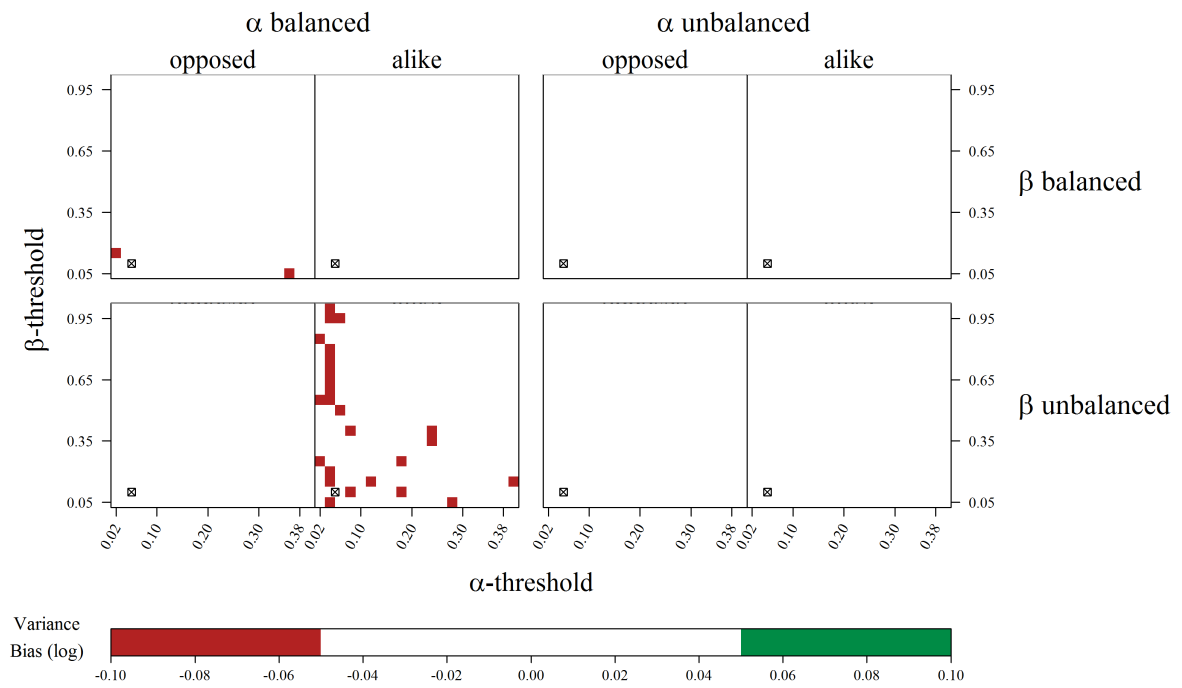 α balanced
α unbalanced
opposed
alike
opposed
alike
0.95
0.65
0.35
0.05
0.95
0.65
0.35
0.05
β balanced
β-threshold
0.95
0.65
0.35
0.05
0.95
0.65
0.35
0.05
β unbalanced
0.02 0.10 0.20 0.30 0.38 0.02 0.10 0.20 0.30 0.38
0.02 0.10 0.20 0.30 0.38 0.02 0.10 0.20 0.30 0.38
α-threshold
Variance
Bias (log)
-0.10 -0.08 -0.06 -0.04 -0.02 0.00 0.02 0.04 0.06 0.08 0.10